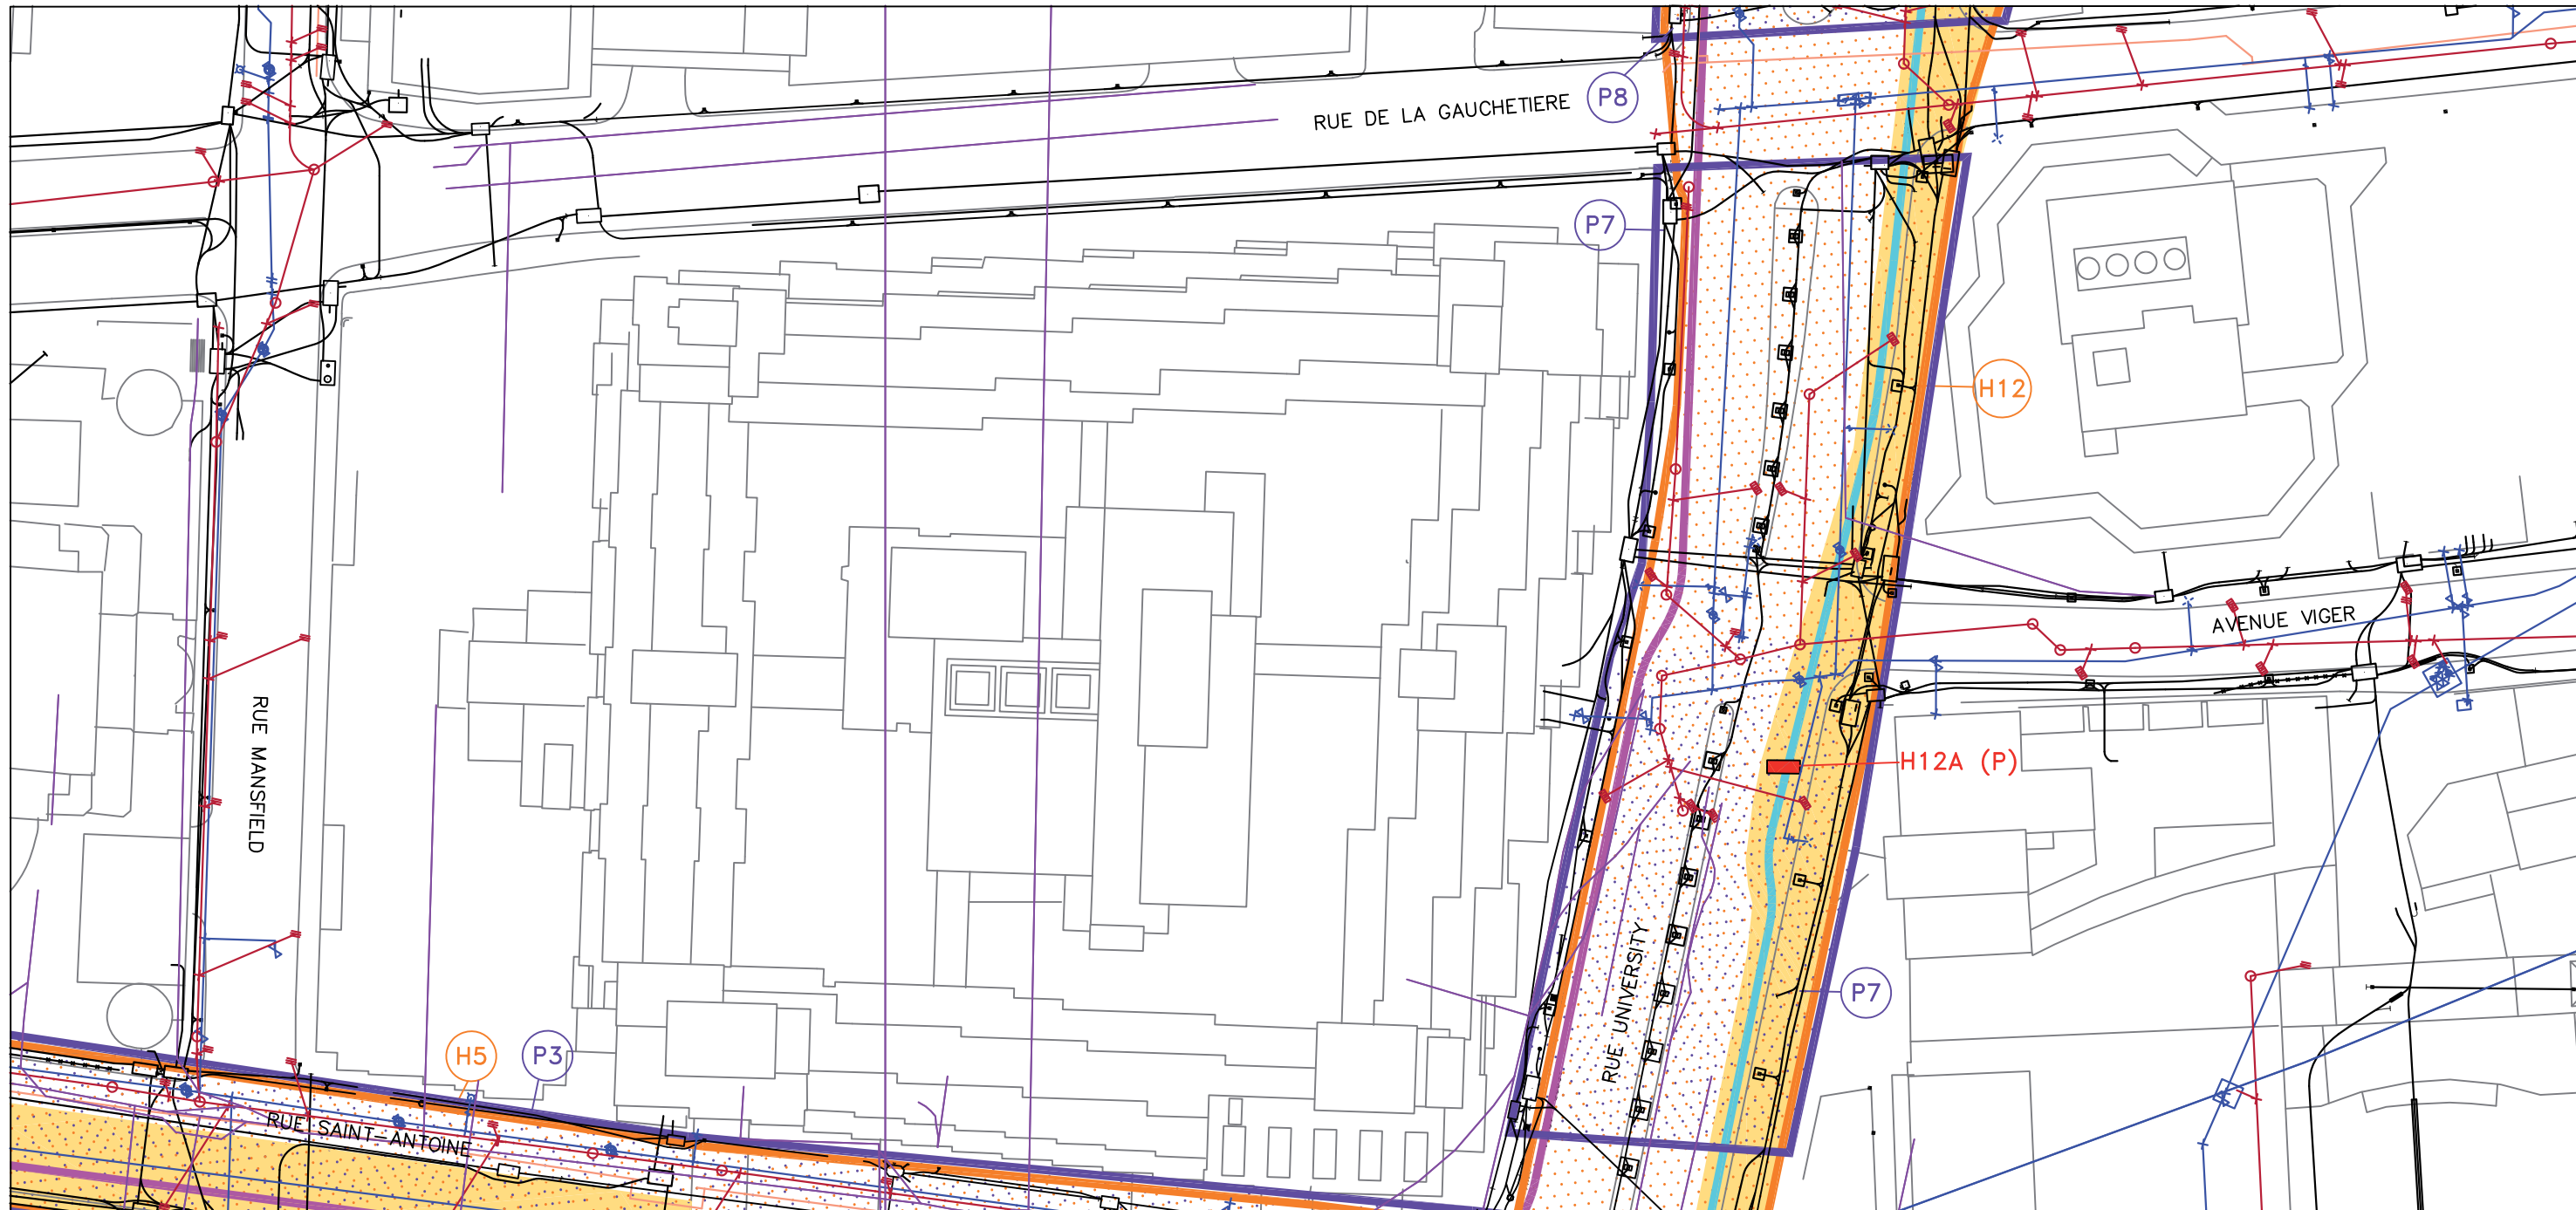 P8
RUE DE LA GAUCHETIERE
P7
H12
AVENUE VIGER
H12A (P)
RUE MANSFIELD
RUE UNIVERSITY
P7
H5
P3
RUE SAINT-ANTOINE